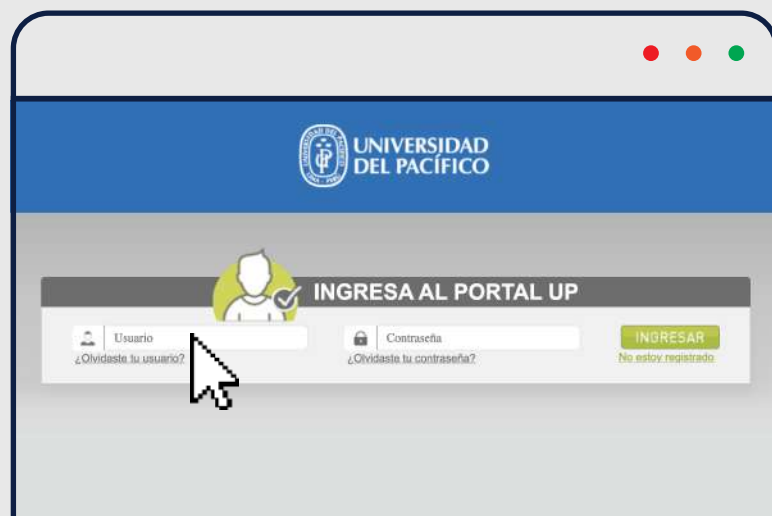 UNIVERSIDAD
DEL PACÍFICO
INGRESA AL PORTAL UP
Usuario
Contraseña
INGRESAR
¿Olvidaste tu usuario?
¿Olvidaste tu contraseña?
No estoy registrado